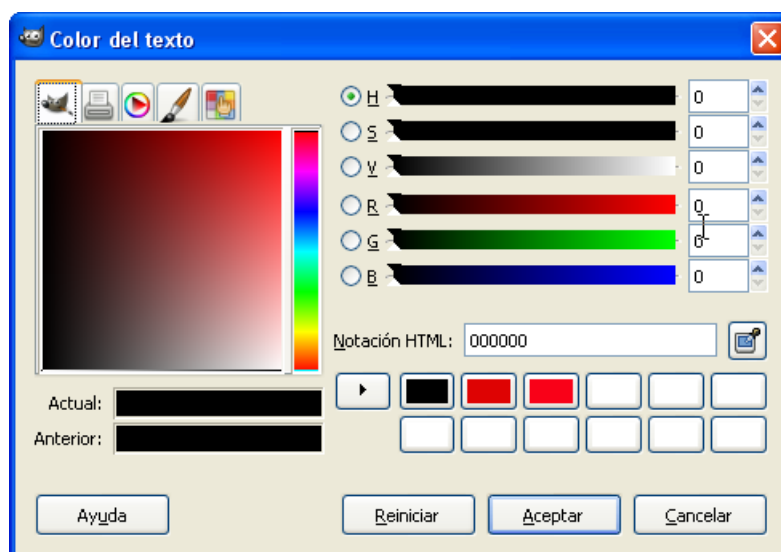 Color del texto
H 0
S 0
V 0
R 0
G 0
B 0
Notación HTML: 000000
Actual:
Anterior:
Ayuda
Reiniciar
Aceptar
Cancelar